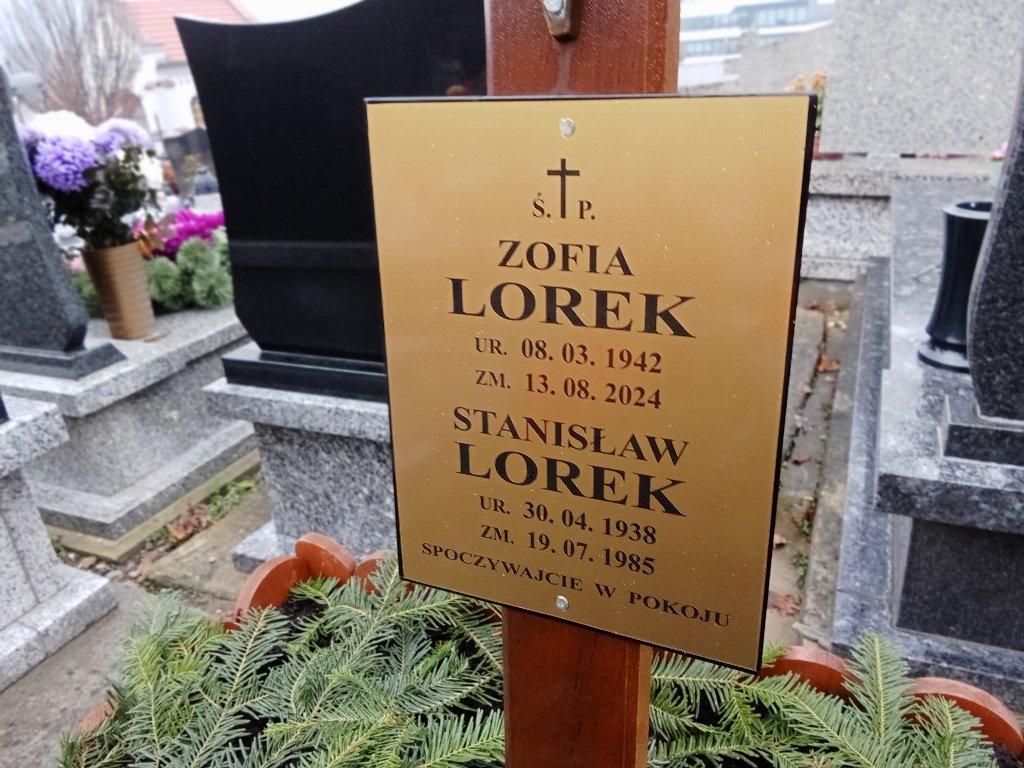 Ś. P.
ZOFIA
LOREK
UR. 08. 03. 1942
ZM. 13. 08. 2024
STANISŁAW
LOREK
UR. 30. 04. 1938
ZM. 19. 07. 1985
SPOCZYWAJCIE W POKOJU